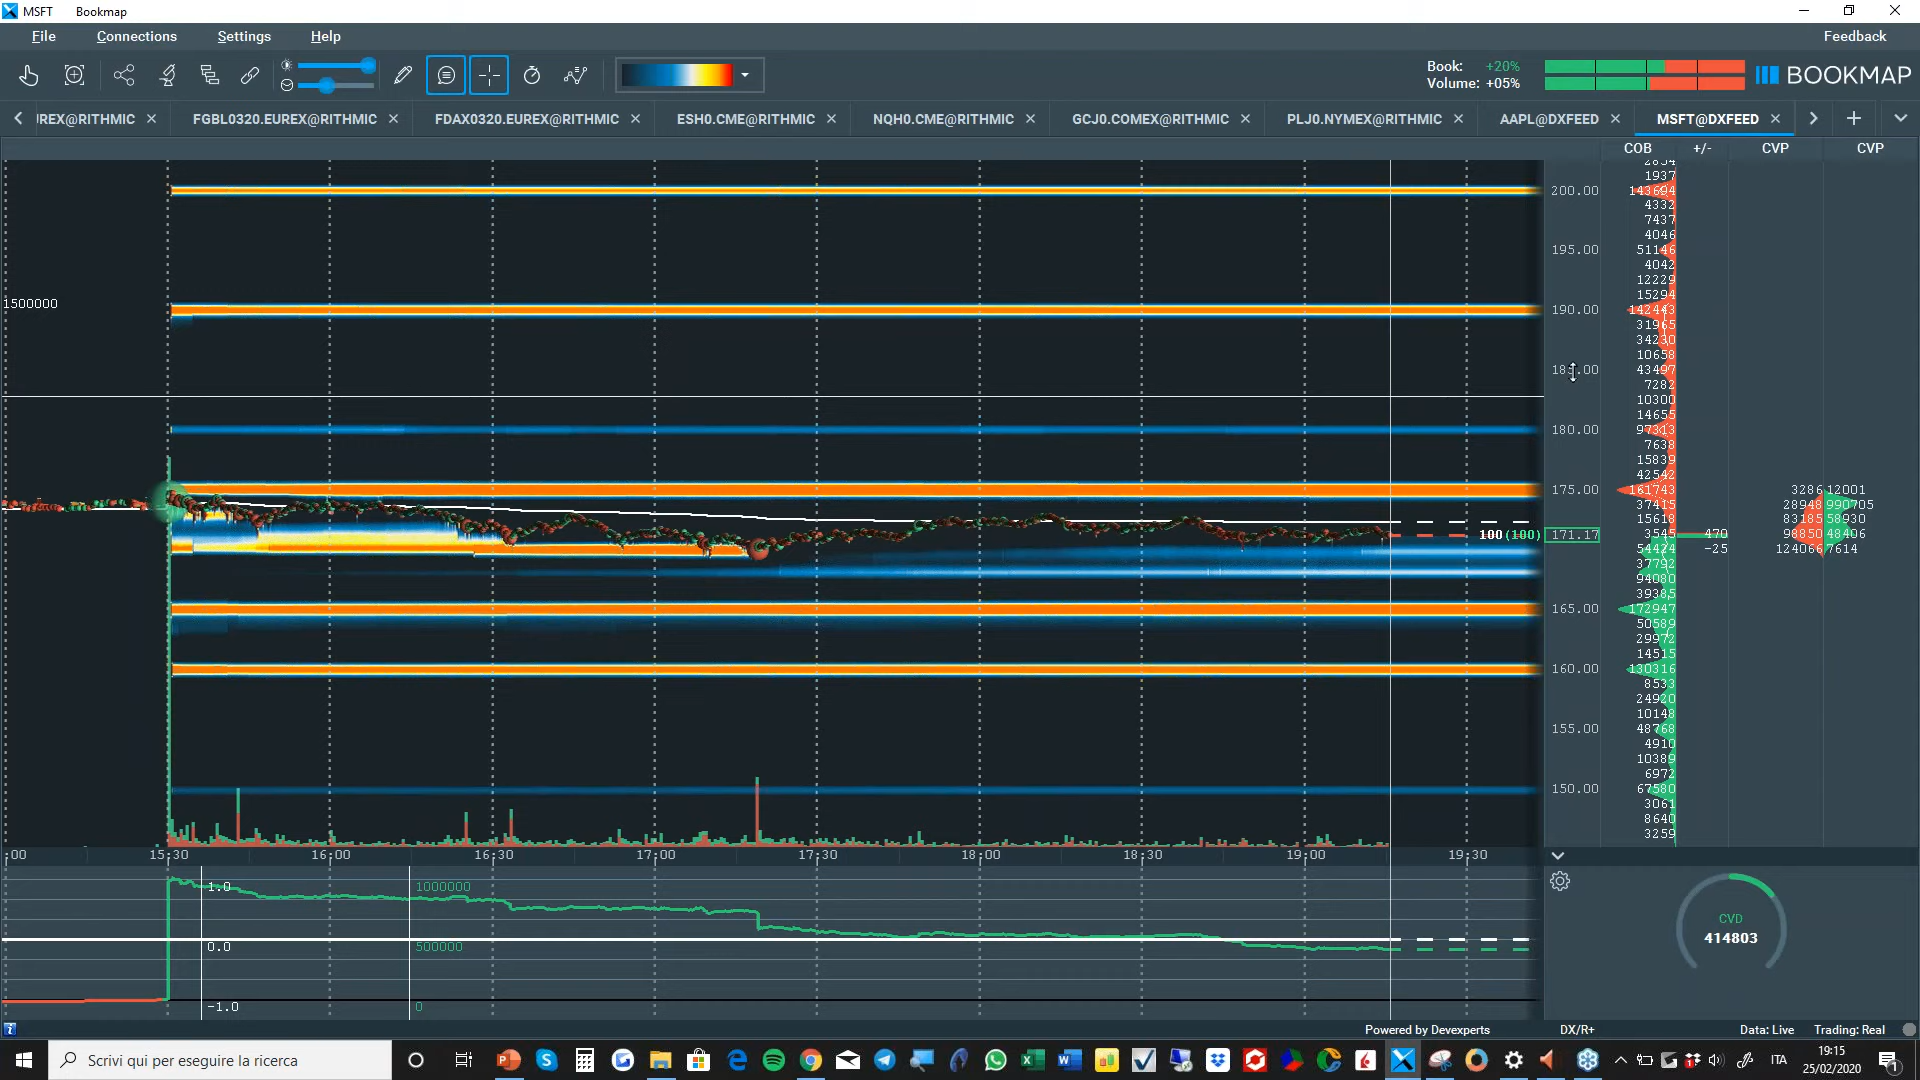 MSFT Bookmap
File Connections Settings Help Feedback
Book: +20%
Volume: +05%
BOOKMAP
FGBL0320.EUREX@RITHMIC FDAX0320.EUREX@RITHMIC ESH0.CME@RITHMIC NQH0.CME@RITHMIC GCJ0.COMEX@RITHMIC PLJ0.NYMEX@RITHMIC AAPL@DXFEED MSFT@DXFEED
COB +/- CVP CVP
1937
200.00 143694
4332
7437
4046
195.00 51146
4042
12229
15294
1500000
190.00 142443
31965
34230
10658
43497
7282
10300
14655
180.00 97313
7638
15839
42542
175.00 161743 3286 12001
37415 28948 990705
15618 83185 58930
100(100) 171.17 3545 470 98850 48406
54424 -25 124066 7614
37792
94080
39385
165.00 172947
50589
29972
14515
160.00 130316
8533
24920
10148
155.00 48768
4910
10389
6972
150.00 67580
3061
8640
3259
:00 15:30 16:00 16:30 17:00 17:30 18:00 18:30 19:00 19:30
1.0 1000000
CVD
414803
0.0 500000
-1.0 0
Powered by Devexperts DX/R+ Data: Live Trading: Real
Scrivi qui per eseguire la ricerca
ITA
19:15
25/02/2020
1